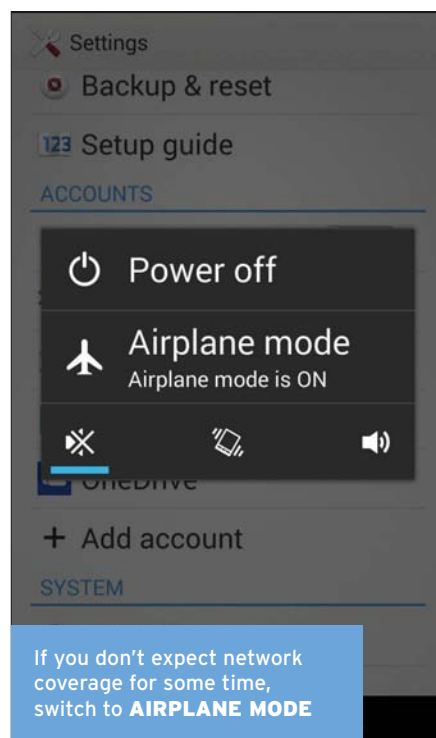 Settings
Backup & reset
123 Setup guide
ACCOUNTS
Power off
Airplane mode
Airplane mode is ON
OneDrive
+ Add account
SYSTEM
If you don't expect network
coverage for some time,
switch to AIRPLANE MODE